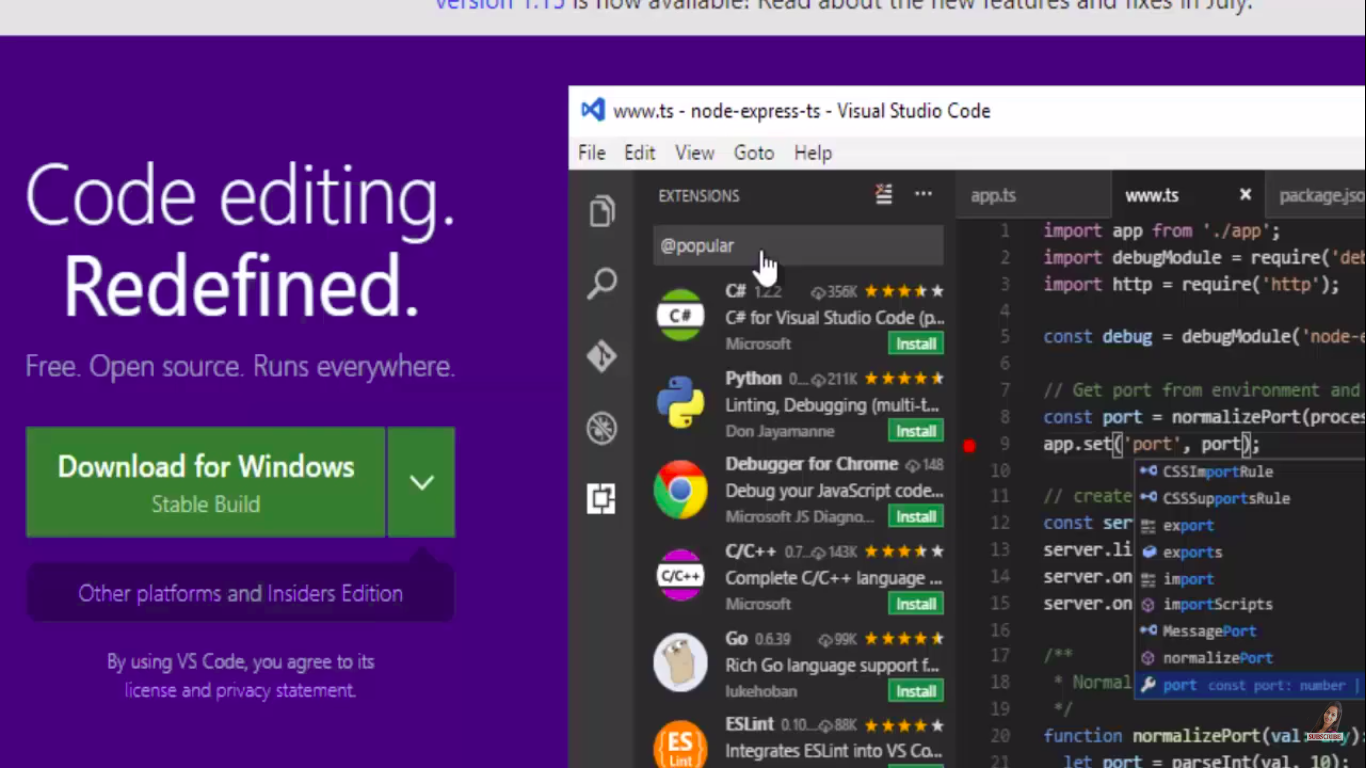 version 1.15 is now available! Read about the new features and fixes in July.
Code editing.
Redefined.
Free. Open source. Runs everywhere.
Download for Windows
Stable Build
Other platforms and Insiders Edition
By using VS Code, you agree to its
license and privacy statement.
www.ts - node-express-ts - Visual Studio Code
File Edit View Goto Help
EXTENSIONS
@popular
C# 1.2.2 356K
C# for Visual Studio Code (p...
Microsoft Install
C#
Python 0... 211K
Linting, Debugging (multi-t...
Don Jayamanne Install
Debugger for Chrome 148
Debug your JavaScript code...
Microsoft JS Diagno... Install
C/C++ 0.7... 143K
Complete C/C++ language ...
Microsoft Install
C/C++
Go 0.6.39 99K
Rich Go language support f...
lukehoban Install
ESLint 0.10... 88K
Integrates ESLint into VS Co...
ES
Lint
app.ts www.ts package.jso
1 import app from './app';
2 import debugModule = require('deb
3 import http = require('http');
4
5 const debug = debugModule('node-e
6
7 // Get port from environment and
8 const port = normalizePort(proces
9 app.set('port', port);
10
11 // create
12 const ser
13 server.li
14 server.on
15 server.on
16
17 /**
18 * Normal
19 */
20 function normalizePort(val: any):
21 let port = parseInt(val, 10);
CSSImportRule
CSSSupportsRule
export
exports
import
importScripts
MessagePort
normalizePort
port const port: number |
SUBSCRIBE